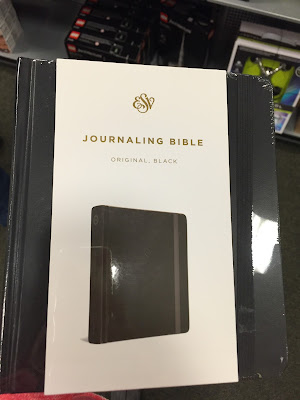 ESV
JOURNALING BIBLE
ORIGINAL, BLACK